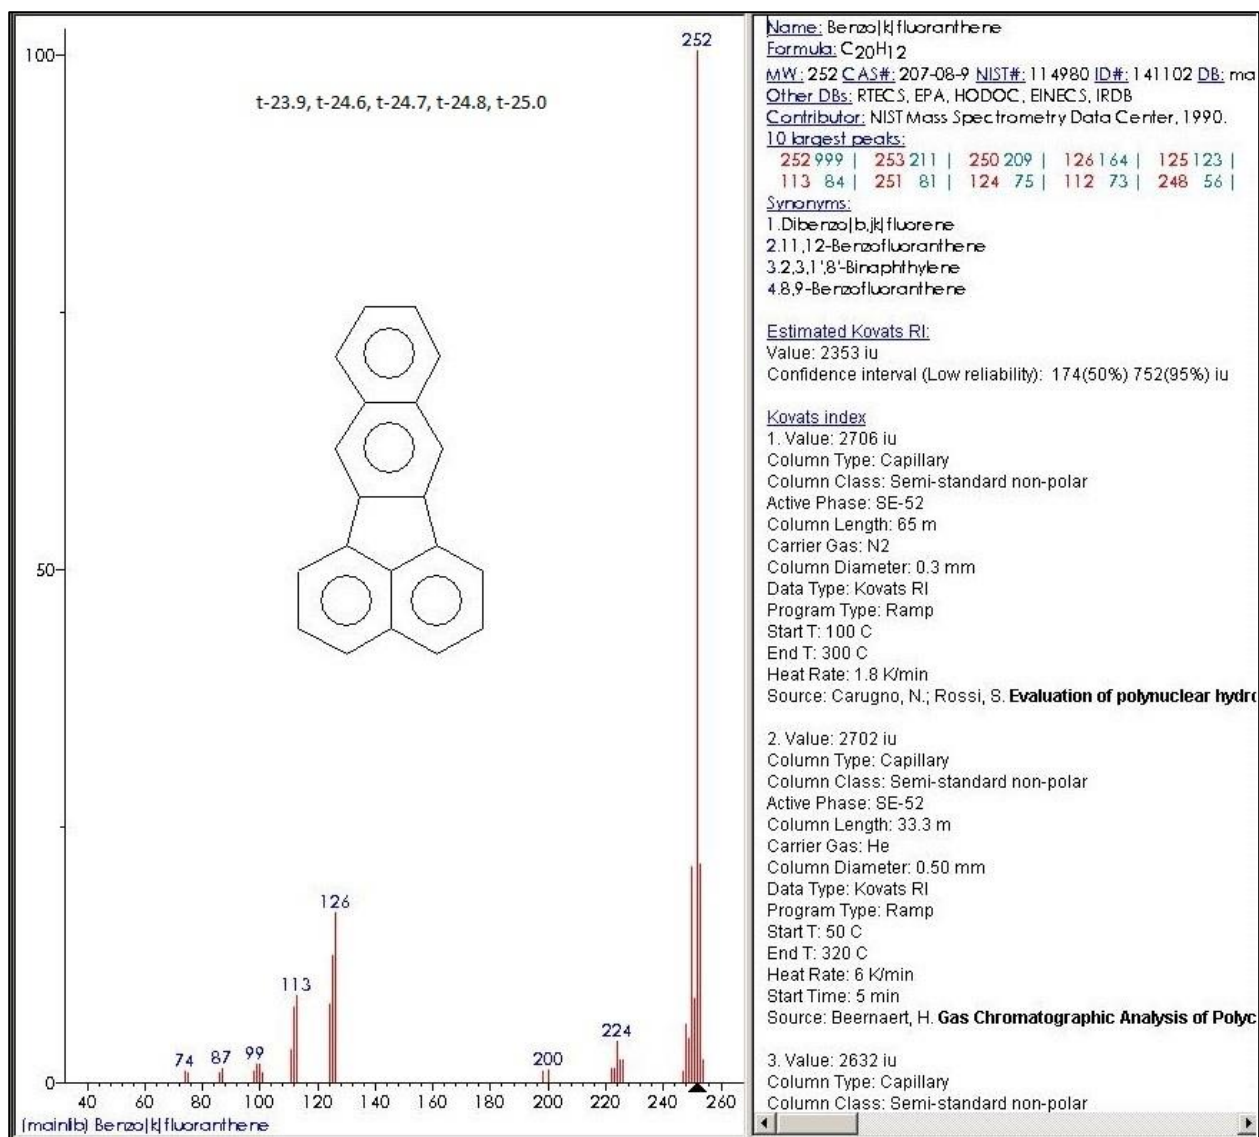 100
50
0
t-23.9, t-24.6, t-24.7, t-24.8, t-25.0
252
126
113
74
87
99
200
224
40 60 80 100 120 140 160 180 200 220 240 260
(mainlib) Benzo[k]fluoranthene
Name: Benzo[k]fluoranthene
Formula: C20H12
MW: 252 CAS#: 207-08-9 NIST#: 114980 ID#: 141102 DB: ma
Other DBs: RTECS, EPA, HODOC, EINECS, IRDB
Contributor: NIST Mass Spectrometry Data Center, 1990.
10 largest peaks:
252 999 | 253 211 | 250 209 | 126 164 | 125 123 |
113 84 | 251 81 | 124 75 | 112 73 | 248 56 |
Synonyms:
1.Dibenzo[b,jk]fluorene
2.11,12-Benzofluoranthene
3.2,3,1',8'-Binaphthylene
4.8,9-Benzofluoranthene
Estimated Kovats RI:
Value: 2353 iu
Confidence interval (Low reliability): 174(50%) 752(95%) iu
Kovats index
1. Value: 2706 iu
Column Type: Capillary
Column Class: Semi-standard non-polar
Active Phase: SE-52
Column Length: 65 m
Carrier Gas: N2
Column Diameter: 0.3 mm
Data Type: Kovats RI
Program Type: Ramp
Start T: 100 C
End T: 300 C
Heat Rate: 1.8 K/min
Source: Carugno, N.; Rossi, S. Evaluation of polynuclear hydro
2. Value: 2702 iu
Column Type: Capillary
Column Class: Semi-standard non-polar
Active Phase: SE-52
Column Length: 33.3 m
Carrier Gas: He
Column Diameter: 0.50 mm
Data Type: Kovats RI
Program Type: Ramp
Start T: 50 C
End T: 320 C
Heat Rate: 6 K/min
Start Time: 5 min
Source: Beernaert, H. Gas Chromatographic Analysis of Polyc
3. Value: 2632 iu
Column Type: Capillary
Column Class: Semi-standard non-polar